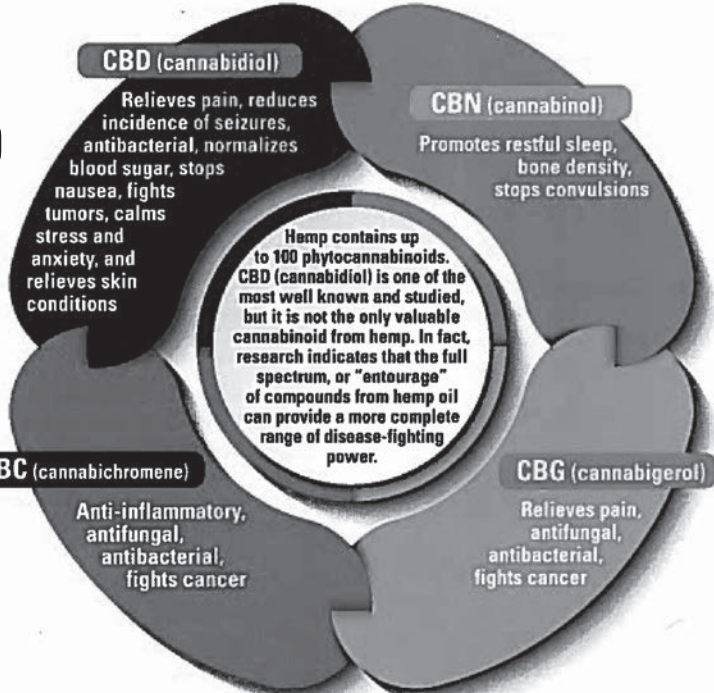 CBD (cannabidiol)
Relieves pain, reduces
incidence of seizures,
antibacterial, normalizes
blood sugar, stops
nausea, fights
tumors, calms
stress and
anxiety, and
relieves skin
conditions
CBN (cannabinol)
Promotes restful sleep,
bone density,
stops convulsions
Hemp contains up
to 100 phytocannabinoids.
CBD (cannabidiol) is one of the
most well known and studied,
but it is not the only valuable
cannabinoid from hemp. In fact,
research indicates that the full
spectrum, or "entourage"
of compounds from hemp oil
can provide a more complete
range of disease-fighting
power.
BC (cannabichromene)
Anti-inflammatory,
antifungal,
antibacterial,
fights cancer
CBG (cannabigerol)
Relieves pain,
antifungal,
antibacterial,
fights cancer